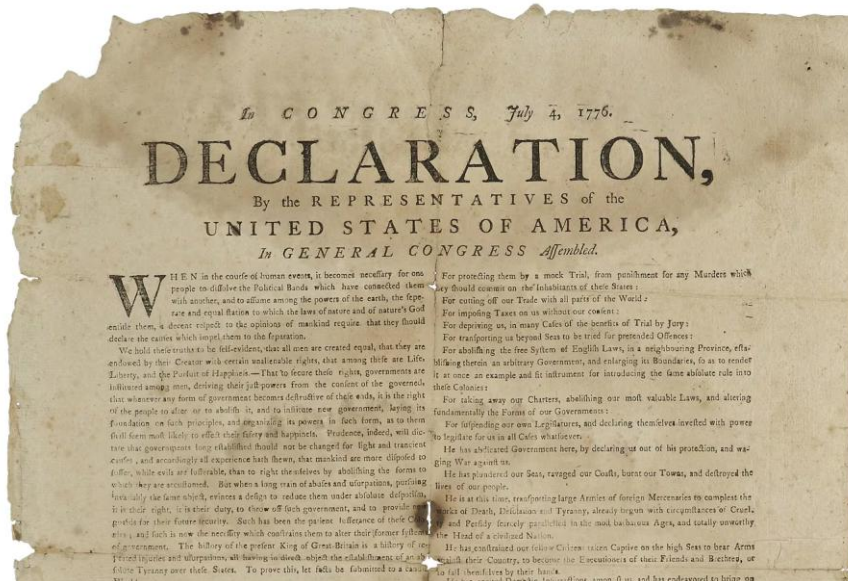 In CONGRESS, July 4, 1776.
DECLARATION,
By the REPRESENTATIVES of the
UNITED STATES OF AMERICA,
In GENERAL CONGRESS Aſſembled.
WHEN in the courſe of human events, it becomes neceſſary for one
people to diſſolve the Political Bands which have connected them
with another, and to aſſume among the powers of the earth, the ſepe-
rate and equal ſtation to which the laws of nature and of nature's God
entitle them, a decent reſpect to the opinions of mankind require that they ſhould
declare the cauſes which impel them to the ſeparation.
We hold theſe truths to be ſelf-evident, that all men are created equal, that they are
endowed by their Creator with certain unalienable rights, that among theſe are Life,
Liberty, and the Purſuit of Happineſs.—That to ſecure theſe rights, governments are
inſtituted among men, deriving their juſt powers from the conſent of the governed,
that whenever any form of government becomes deſtructive of theſe ends, it is the right
of the people to alter or to aboliſh it, and to inſtitute new government, laying its
foundation on ſuch principles, and organizing its powers in ſuch form, as to them
ſhall ſeem moſt likely to effect their ſafety and happineſs. Prudence, indeed, will dic-
tate that governments long eſtabliſhed ſhould not be changed for light and trancient
cauſes, and accordingly all experience hath ſhewn, that mankind are more diſpoſed to
ſuffer, while evils are ſufferable, than to right themſelves by aboliſhing the forms to
which they are accuſtomed. But when a long train of abuſes and uſurpations, purſuing
invariably the ſame object, evinces a deſign to reduce them under abſolute deſpotiſm,
it is their right, it is their duty, to throw off ſuch government, and to provide
guards for their future ſecurity. Such has been the patient ſufferance of theſe
and ſuch is now the neceſſity which conſtrains them to alter their former ſyſtems
of government. The hiſtory of the preſent King of Great-Britain is a hiſtory of
injuries and uſurpations, all having in direct object the eſtabliſhment of an
Tyranny over theſe States. To prove this, let facts be ſubmitted to a
For protecting them by a mock Trial, from puniſhment for any Murders which
ſhould commit on the Inhabitants of theſe States:
For cutting off our Trade with all parts of the World:
For impoſing Taxes on us without our conſent:
For depriving us, in many Caſes of the benefits of Trial by Jury:
For tranſporting us beyond Seas to be tried for pretended Offences:
For aboliſhing the free Syſtem of Engliſh Laws, in a neighbouring Province, eſta-
bliſhing therein an arbitrary Government, and enlarging its Boundaries, ſo as to render
it at once an example and fit inſtrument for introducing the ſame abſolute rule into
theſe Colonies:
For taking away our Charters, aboliſhing our moſt valuable Laws, and altering
fundamentally the Forms of our Governments:
For ſuſpending our own Legiſlatures, and declaring themſelves inveſted with power
to legiſlate for us in all Caſes whatſoever.
He has abdicated Government here, by declaring us out of his protection, and wa-
ging War againſt us.
He has plundered our Seas, ravaged our Coaſts, burnt our Towns, and deſtroyed the
lives of our people.
He is at this time, tranſporting large Armies of foreign Mercenaries to compleat the
works of Death, Deſolation and Tyranny, already begun with circumſtances of Cruel-
and Perfidy ſcarcely paralleled in the moſt barbarous Ages, and totally unworthy
the Head of a civilized Nation.
He has conſtrained our fellow Citizens taken Captive on the high Seas to bear Arms
againſt their Country, to become the Executioners of their Friends and Brethren, or
to fall themſelves by their hands.